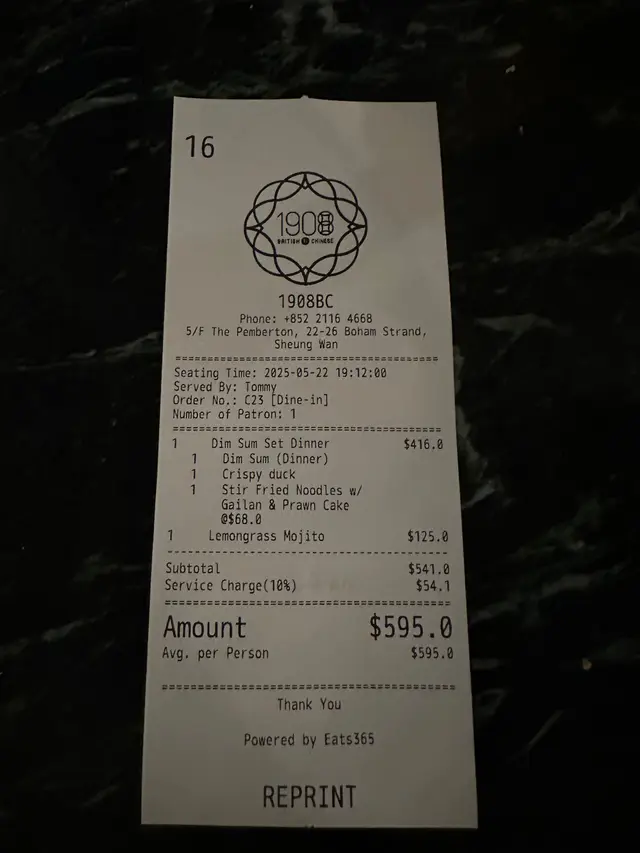 16
1908
BRITISH CHINESE
1908BC
Phone: +852 2116 4668
5/F The Pemberton, 22-26 Boham Strand,
Sheung Wan
Seating Time: 2025-05-22 19:12:00
Served By: Tommy
Order No.: C23 [Dine-in]
Number of Patron: 1
1 Dim Sum Set Dinner $416.0
1 Dim Sum (Dinner)
1 Crispy duck
1 Stir Fried Noodles w/
Gailan & Prawn Cake
@$68.0
1 Lemongrass Mojito $125.0
Subtotal $541.0
Service Charge(10%) $54.1
Amount $595.0
Avg. per Person $595.0
Thank You
Powered by Eats365
REPRINT